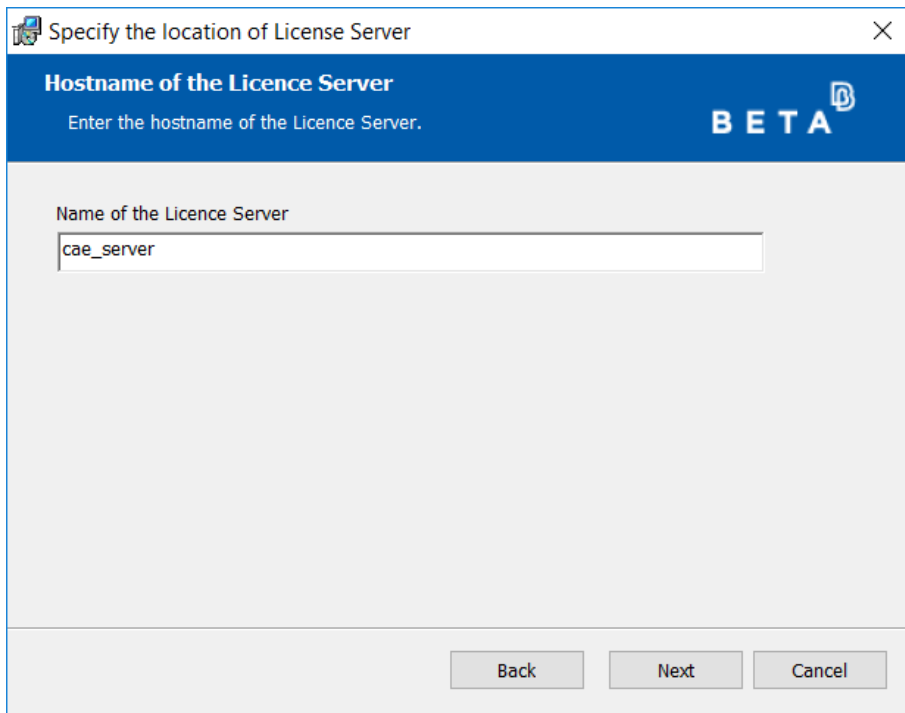 Specify the location of License Server
Hostname of the Licence Server
Enter the hostname of the Licence Server.
BETA
Name of the Licence Server
cae_server
Back
Next
Cancel